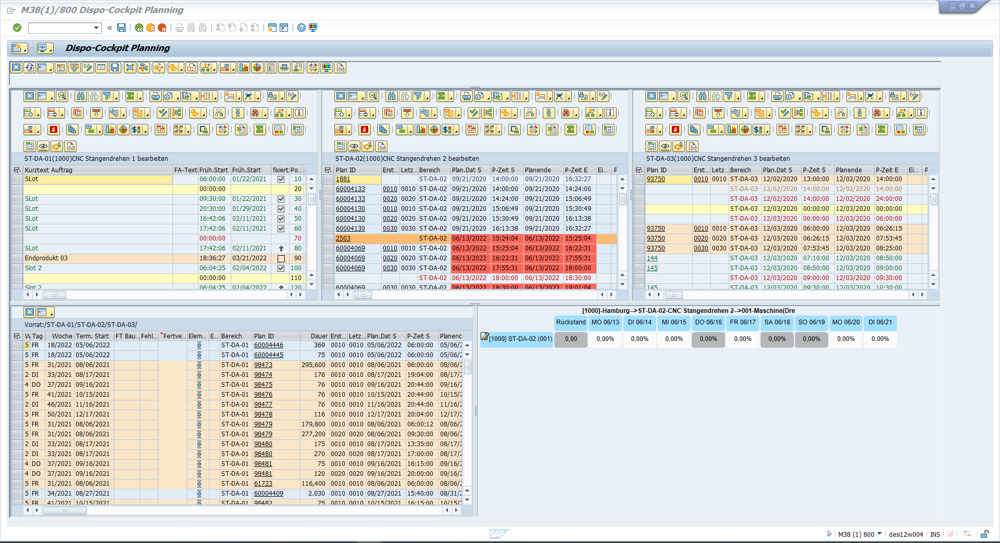 M38(1)/800 Dispo-Cockpit Planning
Dispo-Cockpit Planning
ST-DA-01(1000)CNC Stangendrehen 1 bearbeiten
Kurztext Auftrag FA-Text Früh.Start Früh.Start fixiert Po...
SLot 06:00:00 01/22/2021 10
00:00:00 20
SLot 09:30:00 01/22/2021 30
SLot 20:30:00 01/29/2021 40
SLot 16:42:06 02/11/2021 50
SLot 17:42:06 02/11/2021 60
00:00:00 70
SLot 17:42:06 02/11/2021 80
Endprodukt 03 18:36:27 03/21/2022 90
Slot 2 06:04:25 02/04/2022 100
00:00:00 110
Slot 2 06:04:25 02/04/2022 120
ST-DA-02(1000)CNC Stangendrehen 2 bearbeiten
Plan ID Erst... Letz... Bereich Plan.Dat S P-Zeit S Planende P-Zeit E Ei... P
1881 ST-DA-02 09/21/2020 14:00:00 09/21/2020 16:32:27
60004133 0010 0010 ST-DA-02 09/21/2020 14:00:00 09/21/2020 14:24:00
60004133 0020 0020 ST-DA-02 09/21/2020 14:24:00 09/21/2020 15:06:49
60004130 0010 0010 ST-DA-02 09/21/2020 15:06:49 09/21/2020 15:30:49
60004130 0020 0020 ST-DA-02 09/21/2020 15:30:49 09/21/2020 16:13:38
60004130 0030 0030 ST-DA-02 09/21/2020 16:13:38 09/21/2020 16:32:27
2503 ST-DA-02 06/13/2022 15:24:04 06/13/2022 15:25:04
60004069 0010 0010 ST-DA-02 06/13/2022 15:25:04 06/13/2022 16:22:31
60004069 0020 0020 ST-DA-02 06/13/2022 16:22:31 06/13/2022 17:55:31
60004069 0030 0030 ST-DA-02 06/13/2022 17:55:31 06/13/2022 18:00:00
ST-DA-02 06/13/2022 18:00:00 06/13/2022 18:30:00
60004069 0030 0030 ST-DA-02 06/13/2022 18:30:00 06/13/2022 19:01:04
ST-DA-03(1000)CNC Stangendrehen 3 bearbeiten
Plan ID Erst... Letz... Bereich Plan.Dat S P-Zeit S Planende P-Zeit E Ei... P
93750 0010 0010 ST-DA-03 12/02/2020 13:00:00 12/02/2020 14:00:00
ST-DA-03 12/02/2020 14:00:00 12/02/2020 14:00:00
ST-DA-03 12/02/2020 14:00:00 12/02/2020 24:00:00
ST-DA-03 12/03/2020 00:00:00 12/03/2020 00:00:00
ST-DA-03 12/03/2020 00:00:00 12/03/2020 06:00:00
93750 0010 0010 ST-DA-03 12/03/2020 06:00:00 12/03/2020 06:26:15
93750 0020 0020 ST-DA-03 12/03/2020 06:26:15 12/03/2020 07:53:45
93750 0030 0030 ST-DA-03 12/03/2020 07:53:45 12/03/2020 08:25:00
144 ST-DA-03 12/03/2020 07:10:00 12/03/2020 08:50:00
145 ST-DA-03 12/03/2020 08:50:00 12/03/2020 09:00:00
ST-DA-03 12/03/2020 09:00:00 12/03/2020 09:30:00
145 ST-DA-03 12/03/2020 09:30:00 12/03/2020 10:30:00
Vorrat:/ST-DA-01/ST-DA-02/ST-DA-03/
W Tag Woche Term. Start FT Bau... Fehl... Fertve... Elem... E... Bereich Plan ID Dauer Erst... Letz... Plan.Dat S P-Zeit S Planend
5 FR 18/2022 05/06/2022 ST-DA-01 60004446 369 0010 0010 05/06/2022 06:00:00 05/06/2
5 FR 18/2022 05/06/2022 ST-DA-01 60004445 75 0010 0010 05/06/2022 06:00:00 05/06/2
5 FR 31/2021 08/06/2021 ST-DA-01 98473 295,600 0010 0010 08/06/2021 06:00:00 08/06/2
2 DI 33/2021 08/17/2021 ST-DA-01 98474 176 0010 0010 08/17/2021 19:04:00 08/17/2
4 DO 37/2021 09/16/2021 ST-DA-01 98475 76 0010 0010 09/16/2021 20:44:00 09/16/2
5 FR 41/2021 10/15/2021 ST-DA-01 98476 76 0010 0010 10/15/2021 20:44:00 10/15/2
2 DI 46/2021 11/16/2021 ST-DA-01 98477 76 0010 0010 11/16/2021 20:44:00 11/16/2
5 FR 50/2021 12/17/2021 ST-DA-01 98478 116 0010 0010 12/17/2021 20:04:00 12/17/2
5 FR 31/2021 08/06/2021 ST-DA-01 98479 179,800 0010 0010 08/06/2021 06:00:12 08/06/2
5 FR 31/2021 08/06/2021 ST-DA-01 98479 277,200 0020 0020 08/06/2021 09:30:00 08/06/2
2 DI 33/2021 08/17/2021 ST-DA-01 98480 175 0010 0010 08/17/2021 13:35:00 08/17/2
2 DI 33/2021 08/17/2021 ST-DA-01 98480 270 0020 0020 08/17/2021 17:00:00 08/17/2
4 DO 37/2021 09/16/2021 ST-DA-01 98481 75 0010 0010 09/16/2021 16:15:00 09/16/2
4 DO 37/2021 09/16/2021 ST-DA-01 98481 120 0020 0020 09/16/2021 20:00:00 09/16/2
5 FR 31/2021 08/06/2021 ST-DA-01 61723 116,400 0010 0010 08/06/2021 06:00:00 08/06/2
5 FR 34/2021 08/27/2021 ST-DA-01 60004409 2.030 0010 0010 08/27/2021 15:40:00 08/31/2
5 FR 41/2021 10/15/2021 ST-DA-01 98482 75 0010 0010 10/15/2021 16:15:00 10/15/2
[1000]-Hamburg-->ST-DA-02-CNC Stangendrehen 2-->001-Maschine(Dre
Rückstand MO 06/13 DI 06/14 MI 06/15 DO 06/16 FR 06/17 SA 06/18 SO 06/19 MO 06/20 DI 06/21
[1000] ST-DA-02 (001) 0,00 0,00% 0,00% 0,00% 0,00% 0,00% 0,00% 0,00% 0,00% 0,00%
SAP
M38 (1) 800 desi12w004 INS